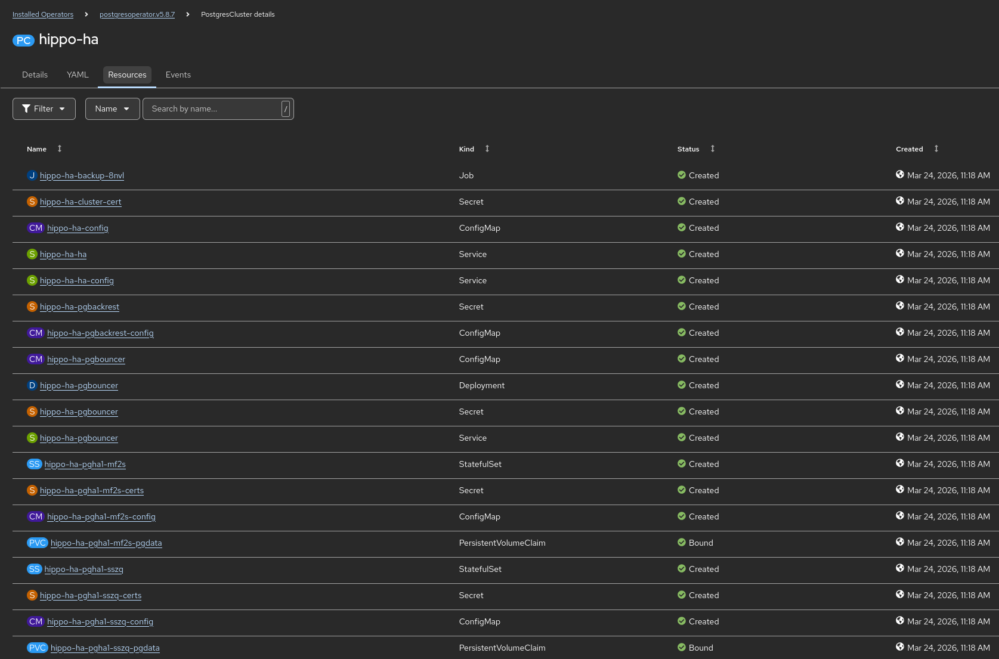 Installed Operators > postgresoperator.v5.8.7 > PostgresCluster details
PC hippo-ha
Details YAML Resources Events
Filter Name Search by name... /
Name Kind Status Created
J hippo-ha-backup-8nvl Job Created Mar 24, 2026, 11:18 AM
S hippo-ha-cluster-cert Secret Created Mar 24, 2026, 11:18 AM
CM hippo-ha-config ConfigMap Created Mar 24, 2026, 11:18 AM
S hippo-ha-ha Service Created Mar 24, 2026, 11:18 AM
S hippo-ha-ha-config Service Created Mar 24, 2026, 11:18 AM
S hippo-ha-pgbackrest Secret Created Mar 24, 2026, 11:18 AM
CM hippo-ha-pgbackrest-config ConfigMap Created Mar 24, 2026, 11:18 AM
CM hippo-ha-pgbouncer ConfigMap Created Mar 24, 2026, 11:18 AM
D hippo-ha-pgbouncer Deployment Created Mar 24, 2026, 11:18 AM
S hippo-ha-pgbouncer Secret Created Mar 24, 2026, 11:18 AM
S hippo-ha-pgbouncer Service Created Mar 24, 2026, 11:18 AM
SS hippo-ha-pgha1-mf2s StatefulSet Created Mar 24, 2026, 11:18 AM
S hippo-ha-pgha1-mf2s-certs Secret Created Mar 24, 2026, 11:18 AM
CM hippo-ha-pgha1-mf2s-config ConfigMap Created Mar 24, 2026, 11:18 AM
PVC hippo-ha-pgha1-mf2s-pgdata PersistentVolumeClaim Bound Mar 24, 2026, 11:18 AM
SS hippo-ha-pgha1-sszq StatefulSet Created Mar 24, 2026, 11:18 AM
S hippo-ha-pgha1-sszq-certs Secret Created Mar 24, 2026, 11:18 AM
CM hippo-ha-pgha1-sszq-config ConfigMap Created Mar 24, 2026, 11:18 AM
PVC hippo-ha-pgha1-sszq-pgdata PersistentVolumeClaim Bound Mar 24, 2026, 11:18 AM